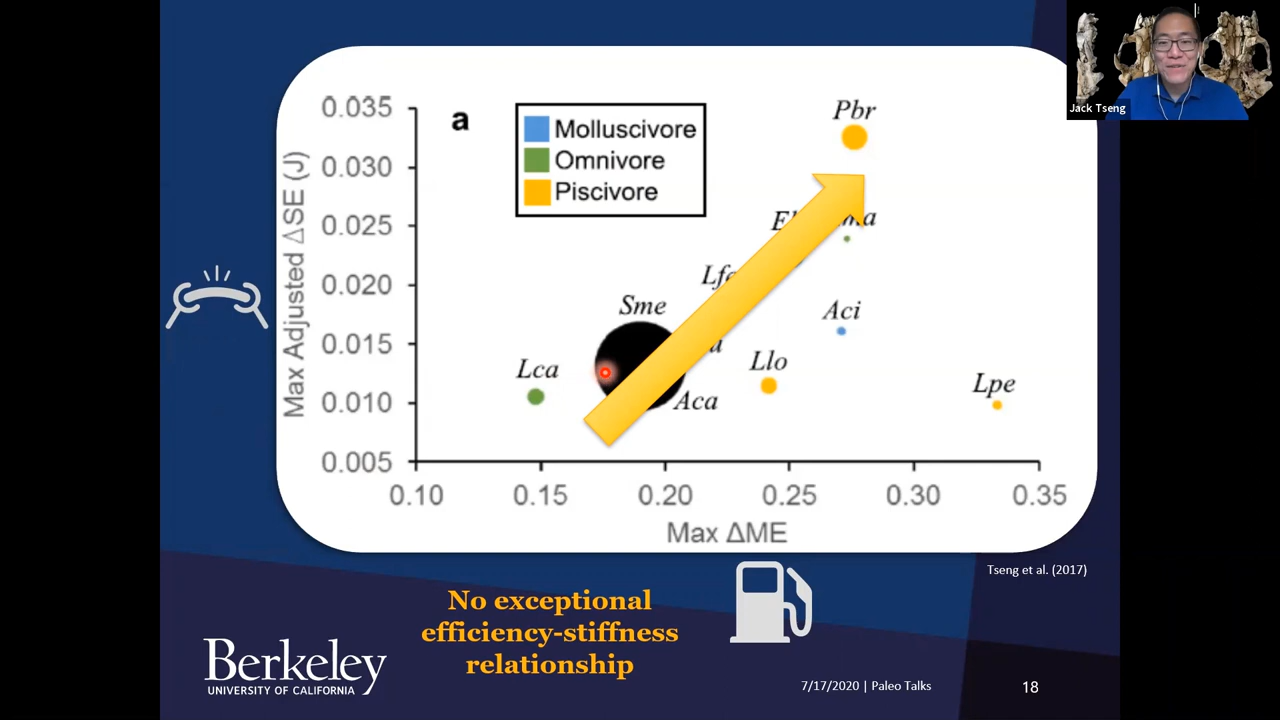 Jack Tseng
a
Molluscivore
Omnivore
Piscivore
Max Adjusted ΔSE (J)
0.035
0.030
0.025
0.020
0.015
0.010
0.005
0.10 0.15 0.20 0.25 0.30 0.35
Max ΔME
Pbr
Sme
Aci
Lca
Llo
Lpe
Aca
Tseng et al. (2017)
No exceptional
efficiency-stiffness
relationship
Berkeley
UNIVERSITY OF CALIFORNIA
7/17/2020 | Paleo Talks
18